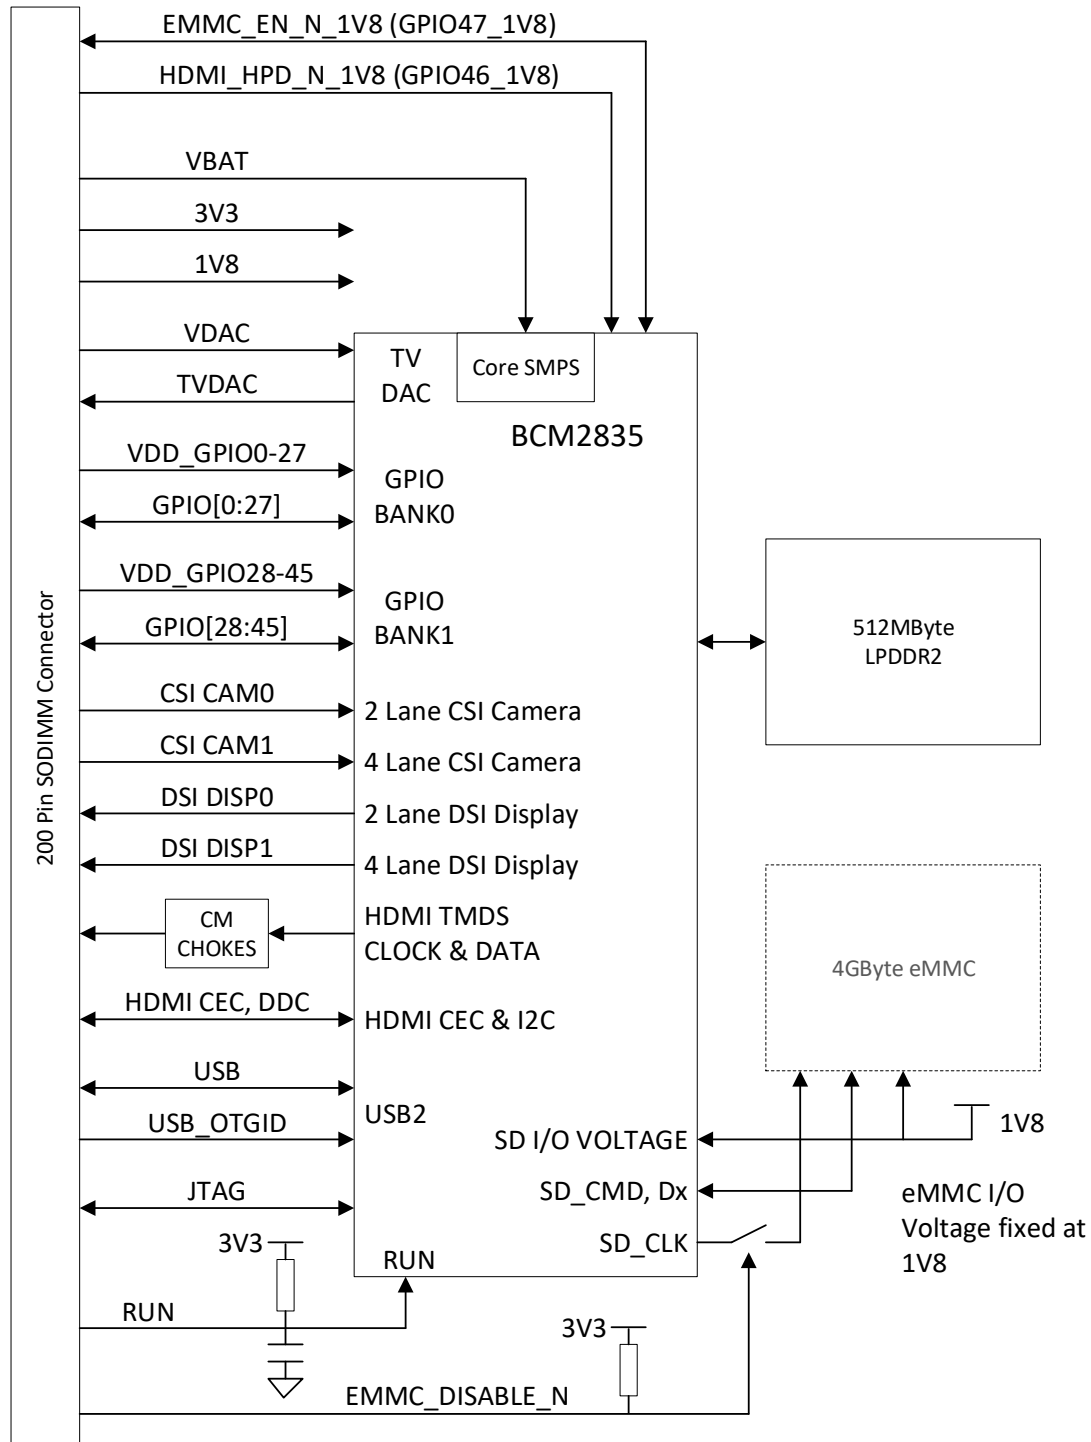 EMMC_EN_N_1V8 (GPIO47_1V8)
HDMI_HPD_N_1V8 (GPIO46_1V8)
VBAT
3V3
1V8
VDAC
TVDAC
TV
DAC
Core SMPS
BCM2835
VDD_GPIO0-27
GPIO[0:27]
GPIO
BANK0
VDD_GPIO28-45
GPIO[28:45]
GPIO
BANK1
512MByte
LPDDR2
200 Pin SODIMM Connector
CSI CAM0
2 Lane CSI Camera
CSI CAM1
4 Lane CSI Camera
DSI DISP0
2 Lane DSI Display
DSI DISP1
4 Lane DSI Display
CM
CHOKES
HDMI TMDS
CLOCK & DATA
4GByte eMMC
HDMI CEC, DDC
HDMI CEC & I2C
USB
USB_OTGID
USB2
SD I/O VOLTAGE
1V8
JTAG
SD_CMD, Dx
eMMC I/O
Voltage fixed at
1V8
SD_CLK
3V3
RUN
RUN
3V3
EMMC_DISABLE_N